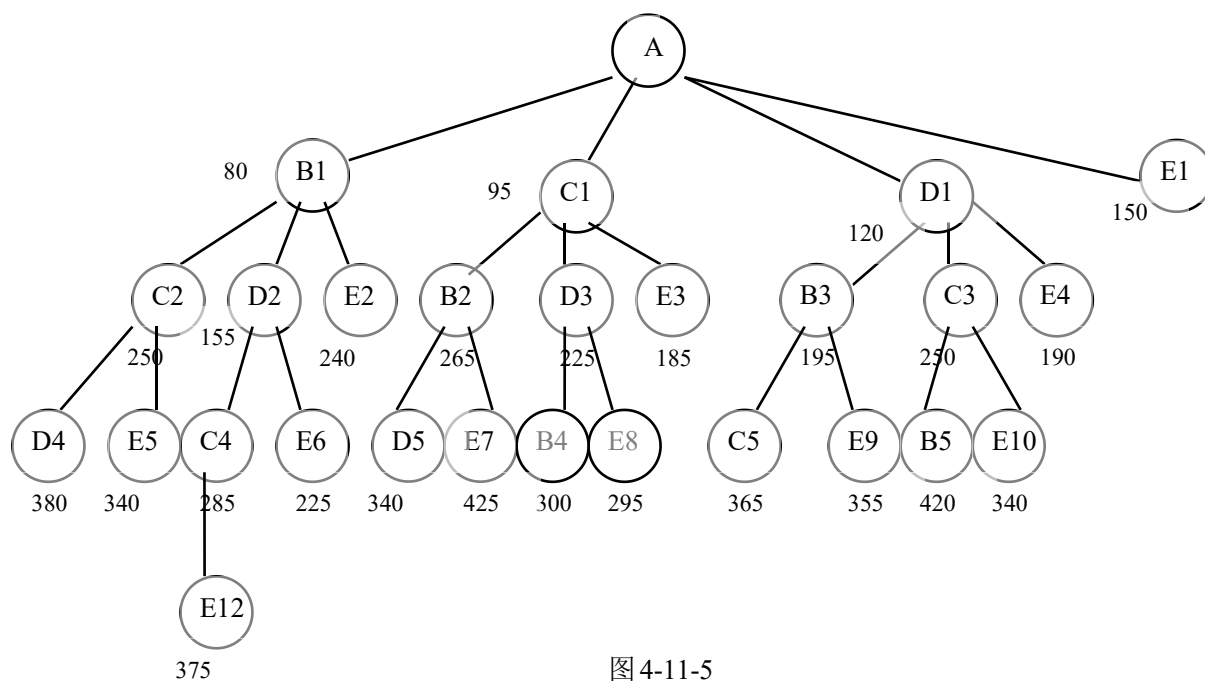 A
80 B1 95 C1 D1 E1
150
120
C2 D2 E2 B2 D3 E3 B3 C3 E4
250 155 240 265 225 185 195 250 190
D4 E5 C4 E6 D5 E7 B4 E8 C5 E9 B5 E10
380 340 285 225 340 425 300 295 365 355 420 340
E12
375
图4-11-5